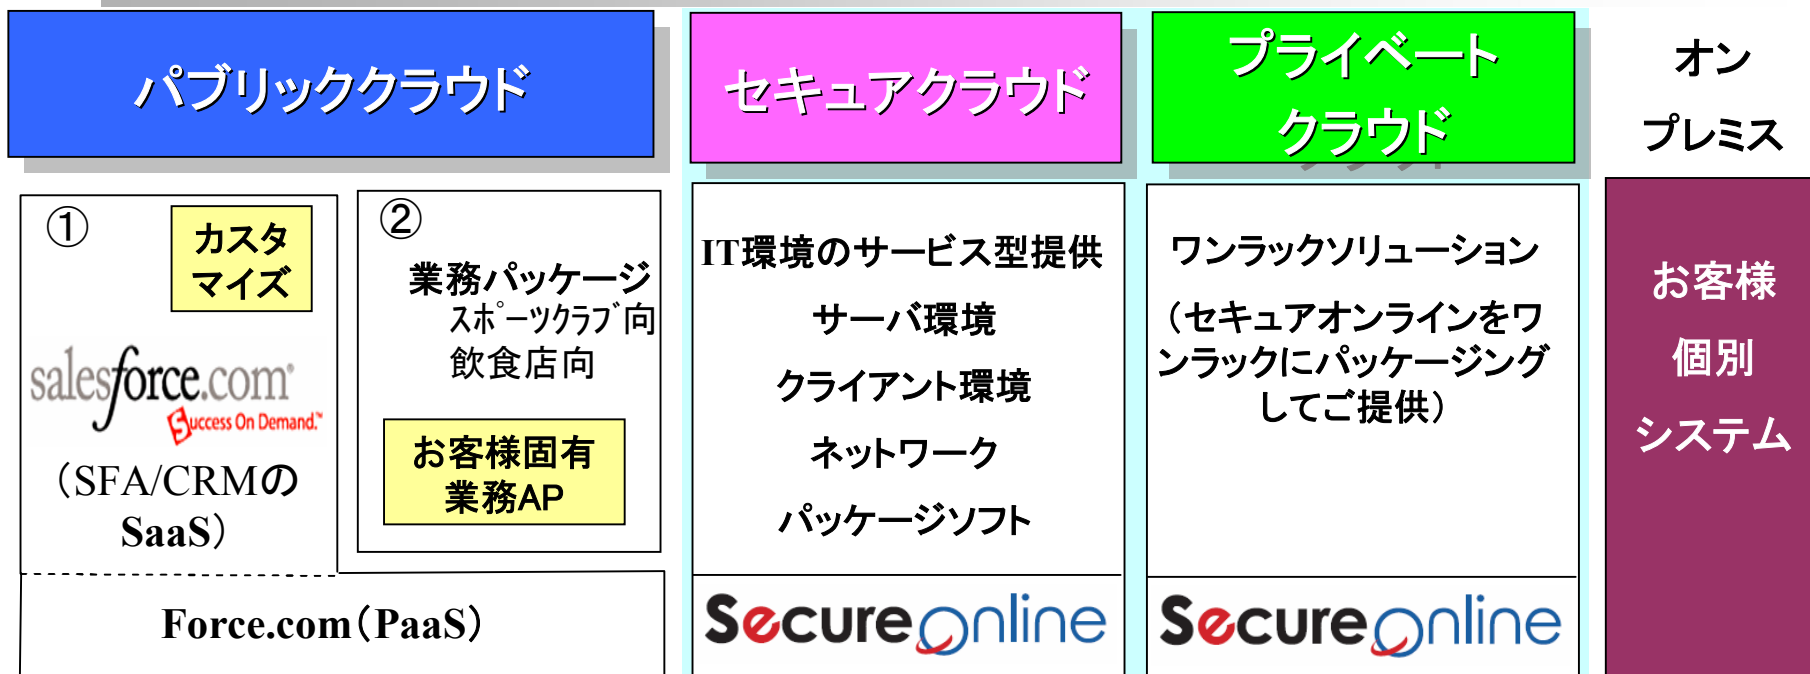 パブリッククラウド
①
カスタ
マイズ
salesforce.com
Success On Demand.™
（SFA/CRMの
SaaS）
②
業務パッケージ
スポーツクラブ向
飲食店向
お客様固有
業務AP
Force.com（PaaS）
セキュアクラウド
IT環境のサービス型提供
サーバ環境
クライアント環境
ネットワーク
パッケージソフト
Secureonline
プライベート
クラウド
ワンラックソリューション
（セキュアオンラインをワ
ンラックにパッケージング
してご提供）
Secureonline
オン
プレミス
お客様
個別
システム